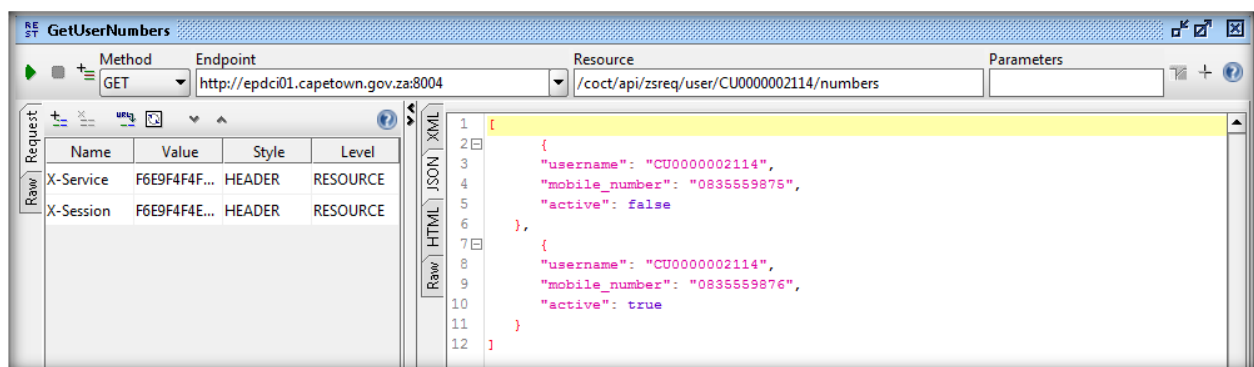 REST GetUserNumbers
Method Endpoint Resource Parameters
GET http://epdci01.capetown.gov.za:8004 /coct/api/zsreq/user/CU0000002114/numbers
Request
Raw
Name Value Style Level
X-Service F6E9F4F4F... HEADER RESOURCE
X-Session F6E9F4F4E... HEADER RESOURCE
XML
JSON
HTML
Raw
1 [
2 {
3 "username": "CU0000002114",
4 "mobile_number": "0835559875",
5 "active": false
6 },
7 {
8 "username": "CU0000002114",
9 "mobile_number": "0835559876",
10 "active": true
11 }
12 ]